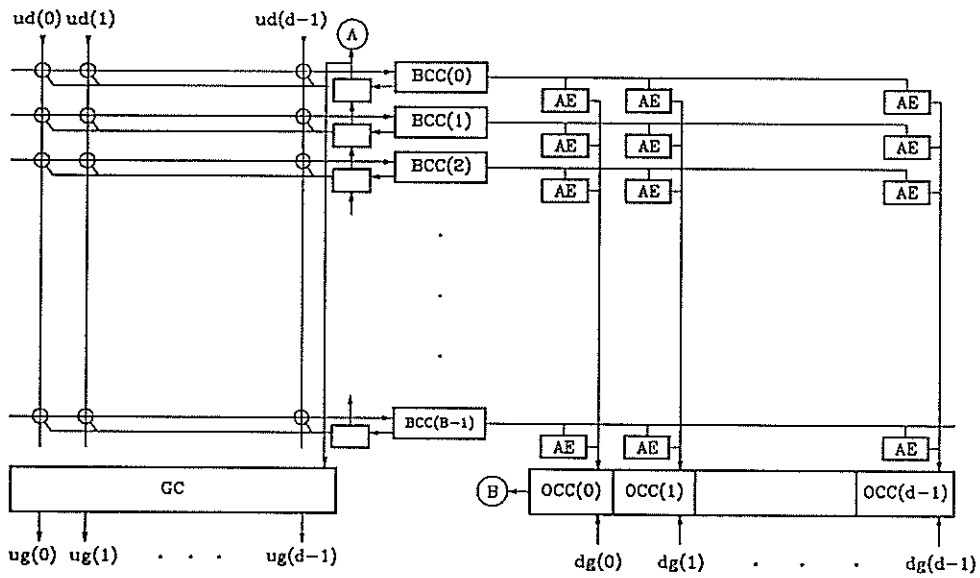 ud(0) ud(1) ud(d-1)
A
BCC(0)
AE AE AE
BCC(1)
AE AE AE
BCC(2)
AE AE AE
.
.
.
BCC(B-1)
AE AE AE
GC
B OCC(0) OCC(1) OCC(d-1)
ug(0) ug(1) . . . ug(d-1)
dg(0) dg(1) . . . dg(d-1)